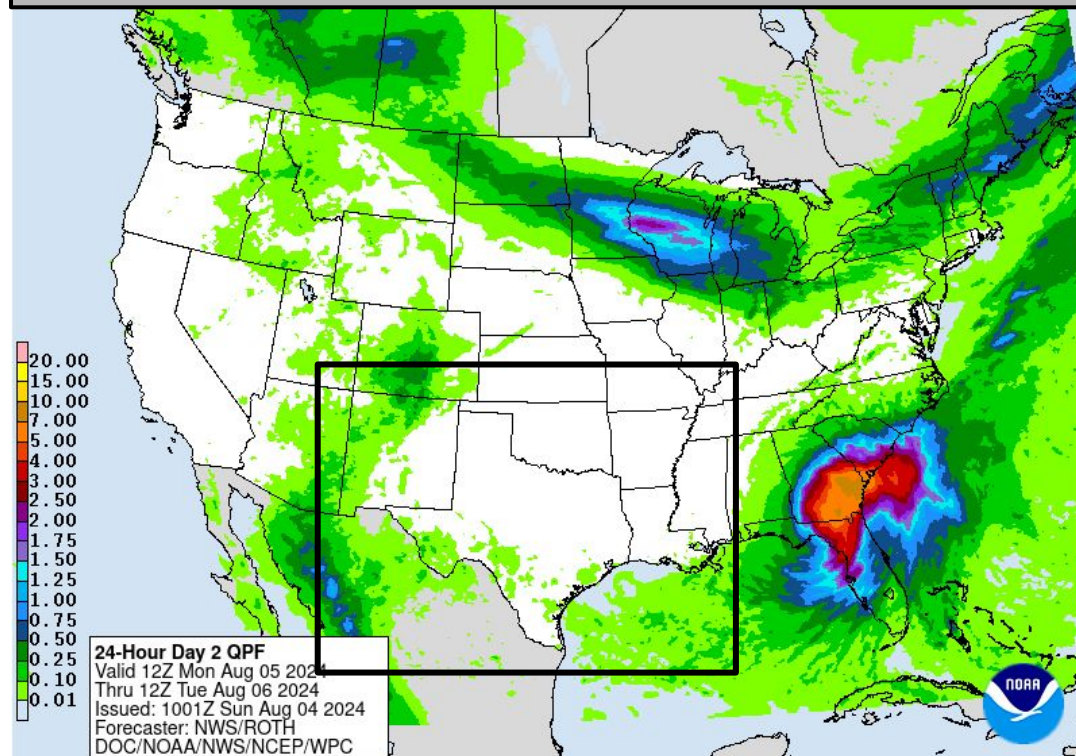 20.00
15.00
10.00
7.00
5.00
4.00
3.00
2.50
2.00
1.75
1.50
1.25
1.00
0.75
0.50
0.25
0.10
0.01
24-Hour Day 2 QPF
Valid 12Z Mon Aug 05 2024
Thru 12Z Tue Aug 06 2024
Issued: 1001Z Sun Aug 04 2024
Forecaster: NWS/ROTH
DOC/NOAA/NWS/NCEP/WPC
NOAA